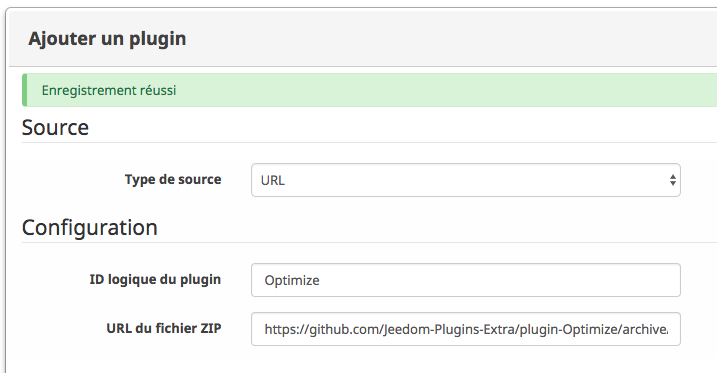 Ajouter un plugin
Enregistrement réussi
Source
Type de source
URL
Configuration
ID logique du plugin
Optimize
URL du fichier ZIP
https://github.com/Jeedom-Plugins-Extra/plugin-Optimize/archive/